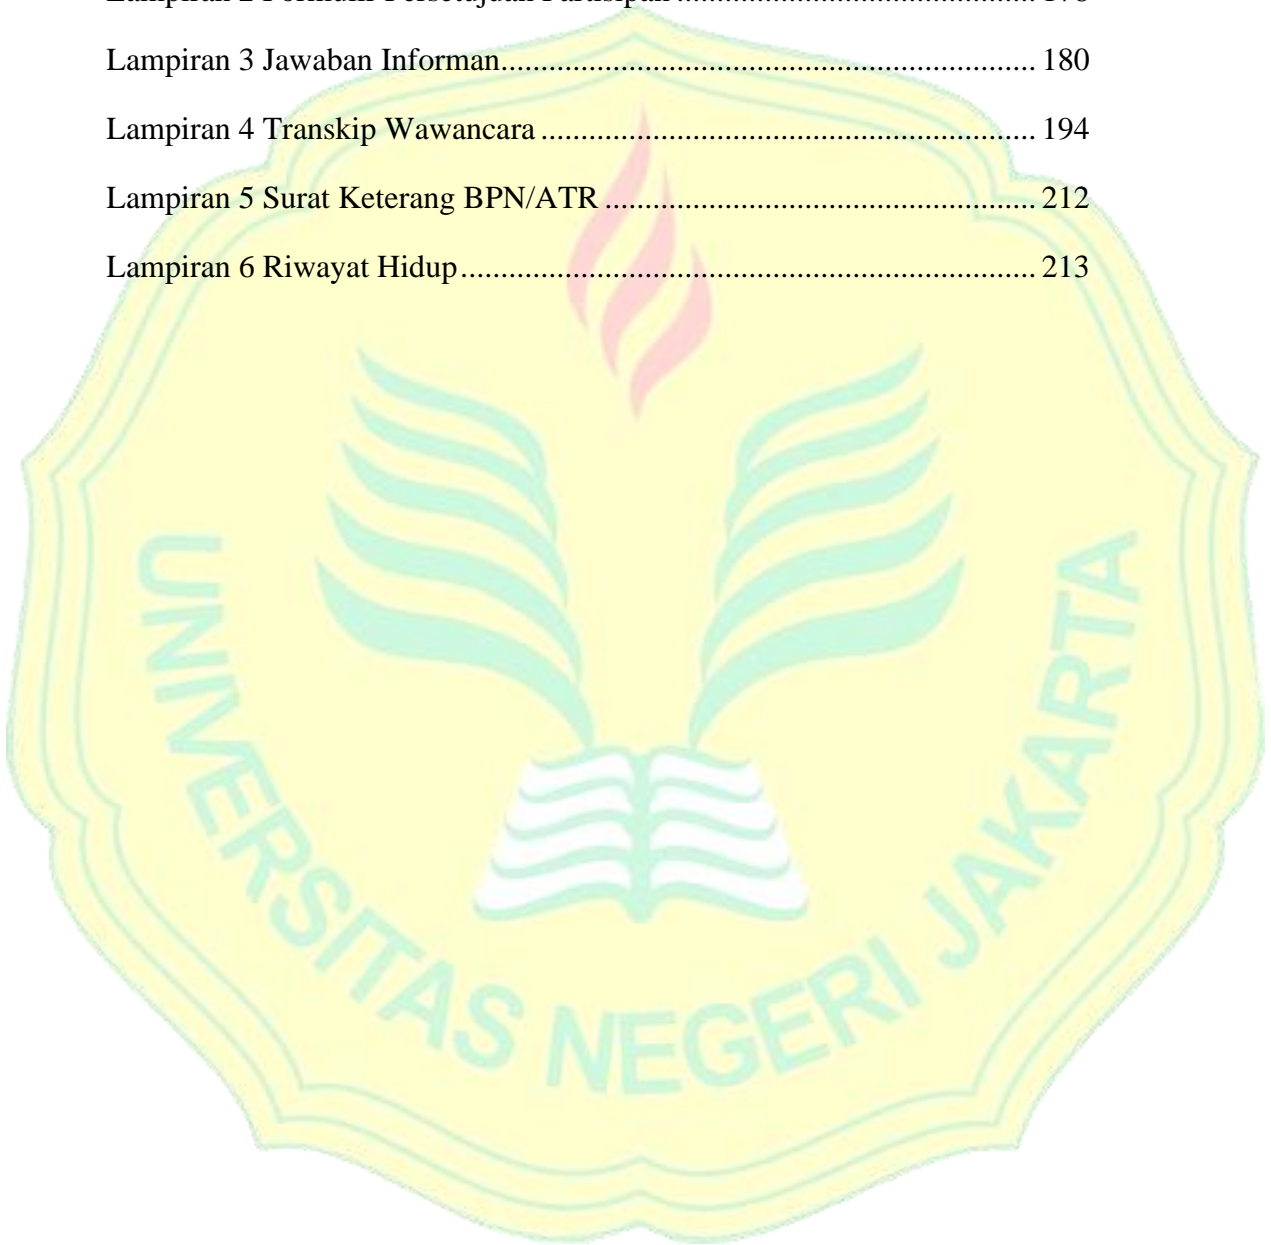 Lampiran 3 Jawaban Informan.................................................................... 180
Lampiran 4 Transkip Wawancara ............................................................... 194
Lampiran 5 Surat Keterang BPN/ATR ....................................................... 212
Lampiran 6 Riwayat Hidup......................................................................... 213
UNIVERSITAS NEGERI JAKARTA